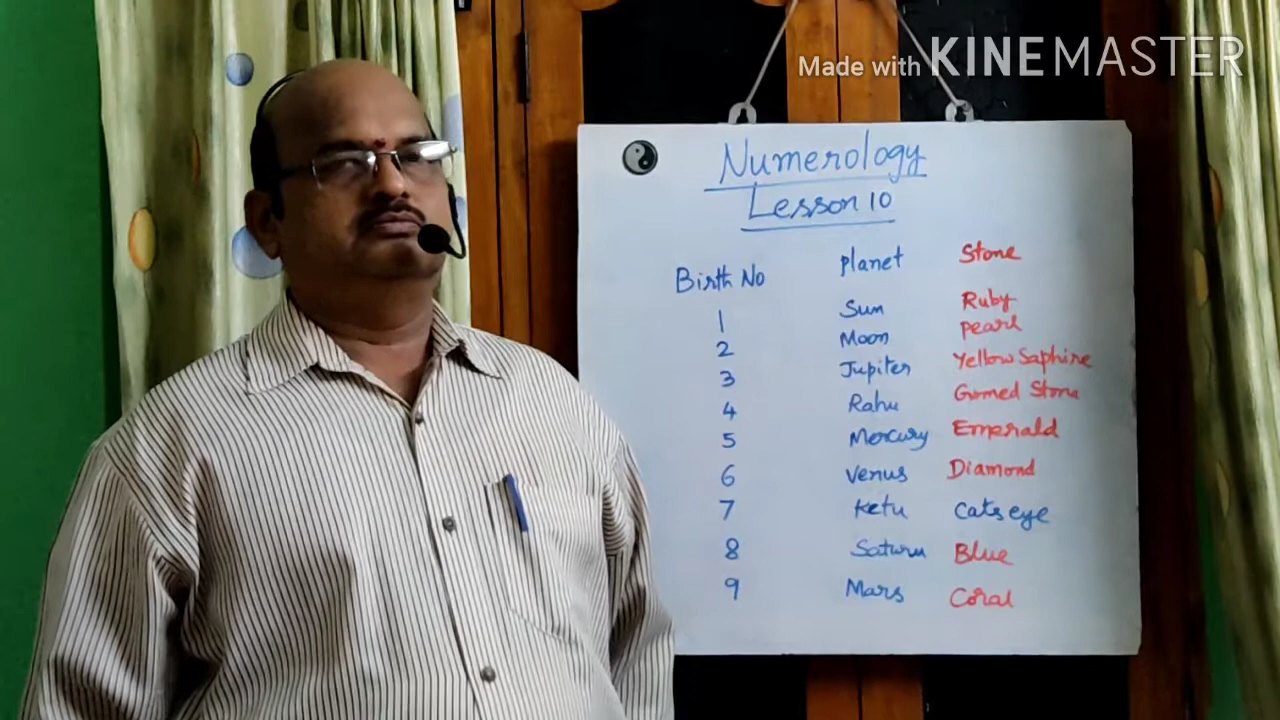 Made with KINEMASTER
Numerology
Lesson 10
Birth No planet Stone
1 Sun Ruby
2 Moon pearl
3 Jupiter Yellow Saphire
4 Rahu Gomed Stone
5 Mercury Emerald
6 Venus Diamond
7 Ketu Cats eye
8 Saturn Blue
9 Mars Coral